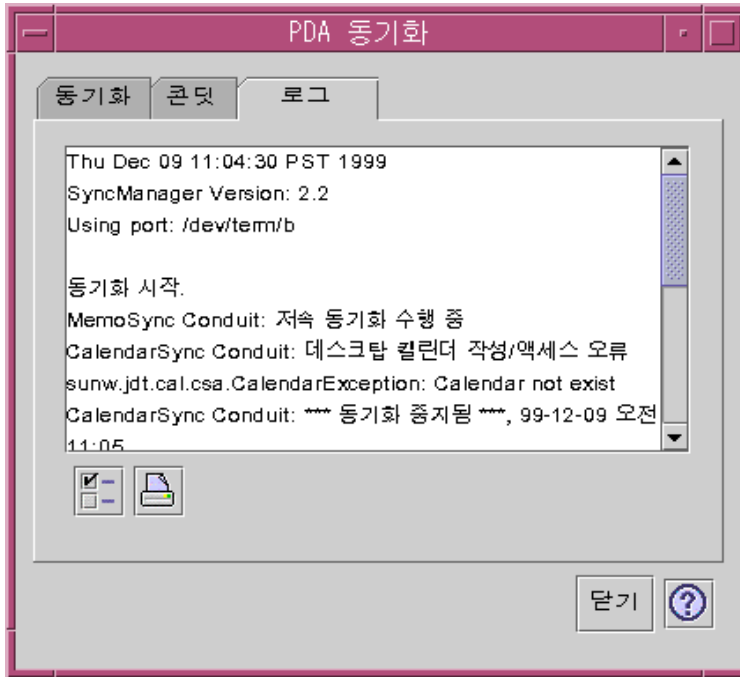 PDA 동기화
동기화 콘딧 로그
Thu Dec 09 11:04:30 PST 1999
SyncManager Version: 2.2
Using port: /dev/term/b
동기화 시작.
MemoSync Conduit: 저속 동기화 수행 중
CalendarSync Conduit: 데스크탑 캘린더 작성/액세스 오류
sunw.jdt.cal.csa.CalendarException: Calendar not exist
CalendarSync Conduit: *** 동기화 중지됨 ***, 99-12-09 오전
11:05
닫기